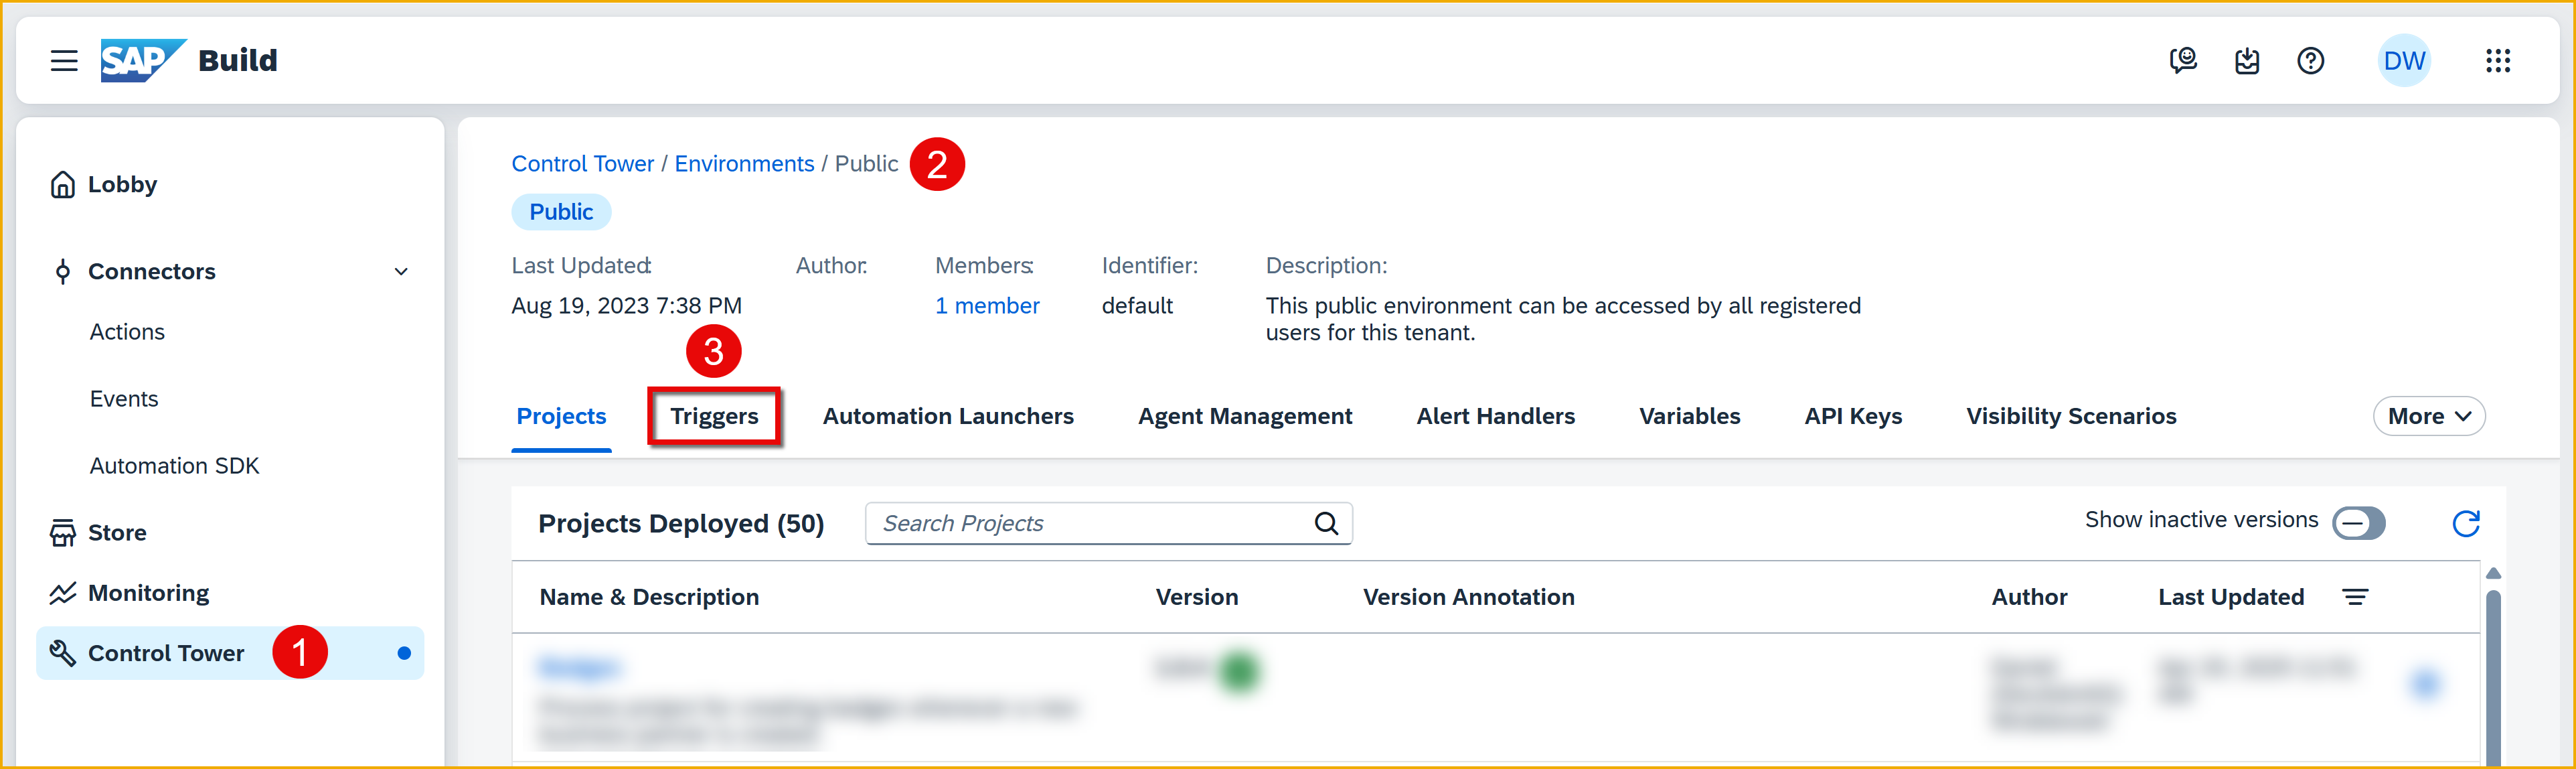 SAP Build
DW
Lobby
Connectors
Actions
Events
Automation SDK
Store
Monitoring
Control Tower 1
Control Tower / Environments / Public 2
Public
Last Updated: Author: Members: Identifier: Description:
Aug 19, 2023 7:38 PM 1 member default This public environment can be accessed by all registered
users for this tenant.
3
Projects Triggers Automation Launchers Agent Management Alert Handlers Variables API Keys Visibility Scenarios More
Projects Deployed (50) Search Projects Show inactive versions
Name & Description Version Version Annotation Author Last Updated